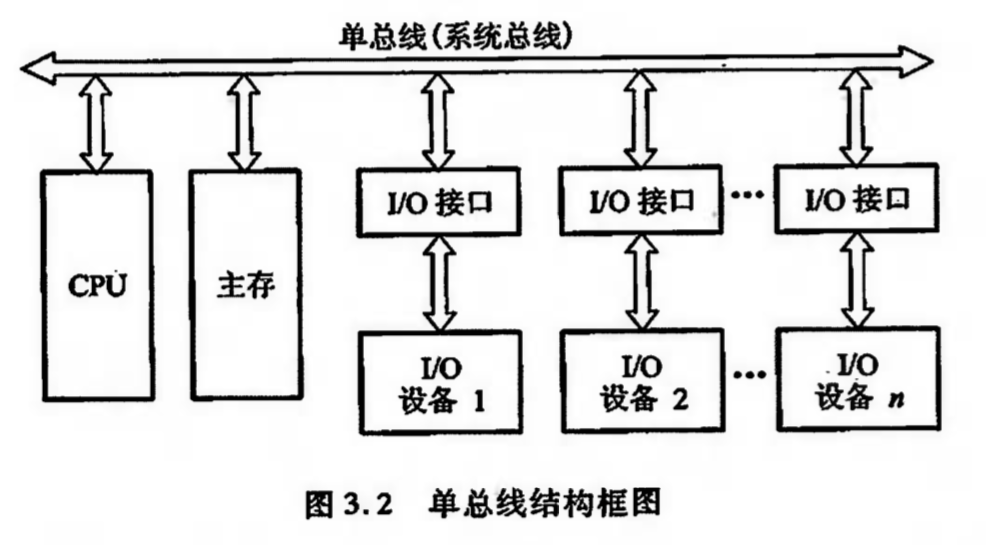 单总线(系统总线)
CPU
主存
I/O 接口
I/O 接口
···
I/O 接口
I/O
设备 1
I/O
设备 2
···
I/O
设备 n
图 3.2 单总线结构框图